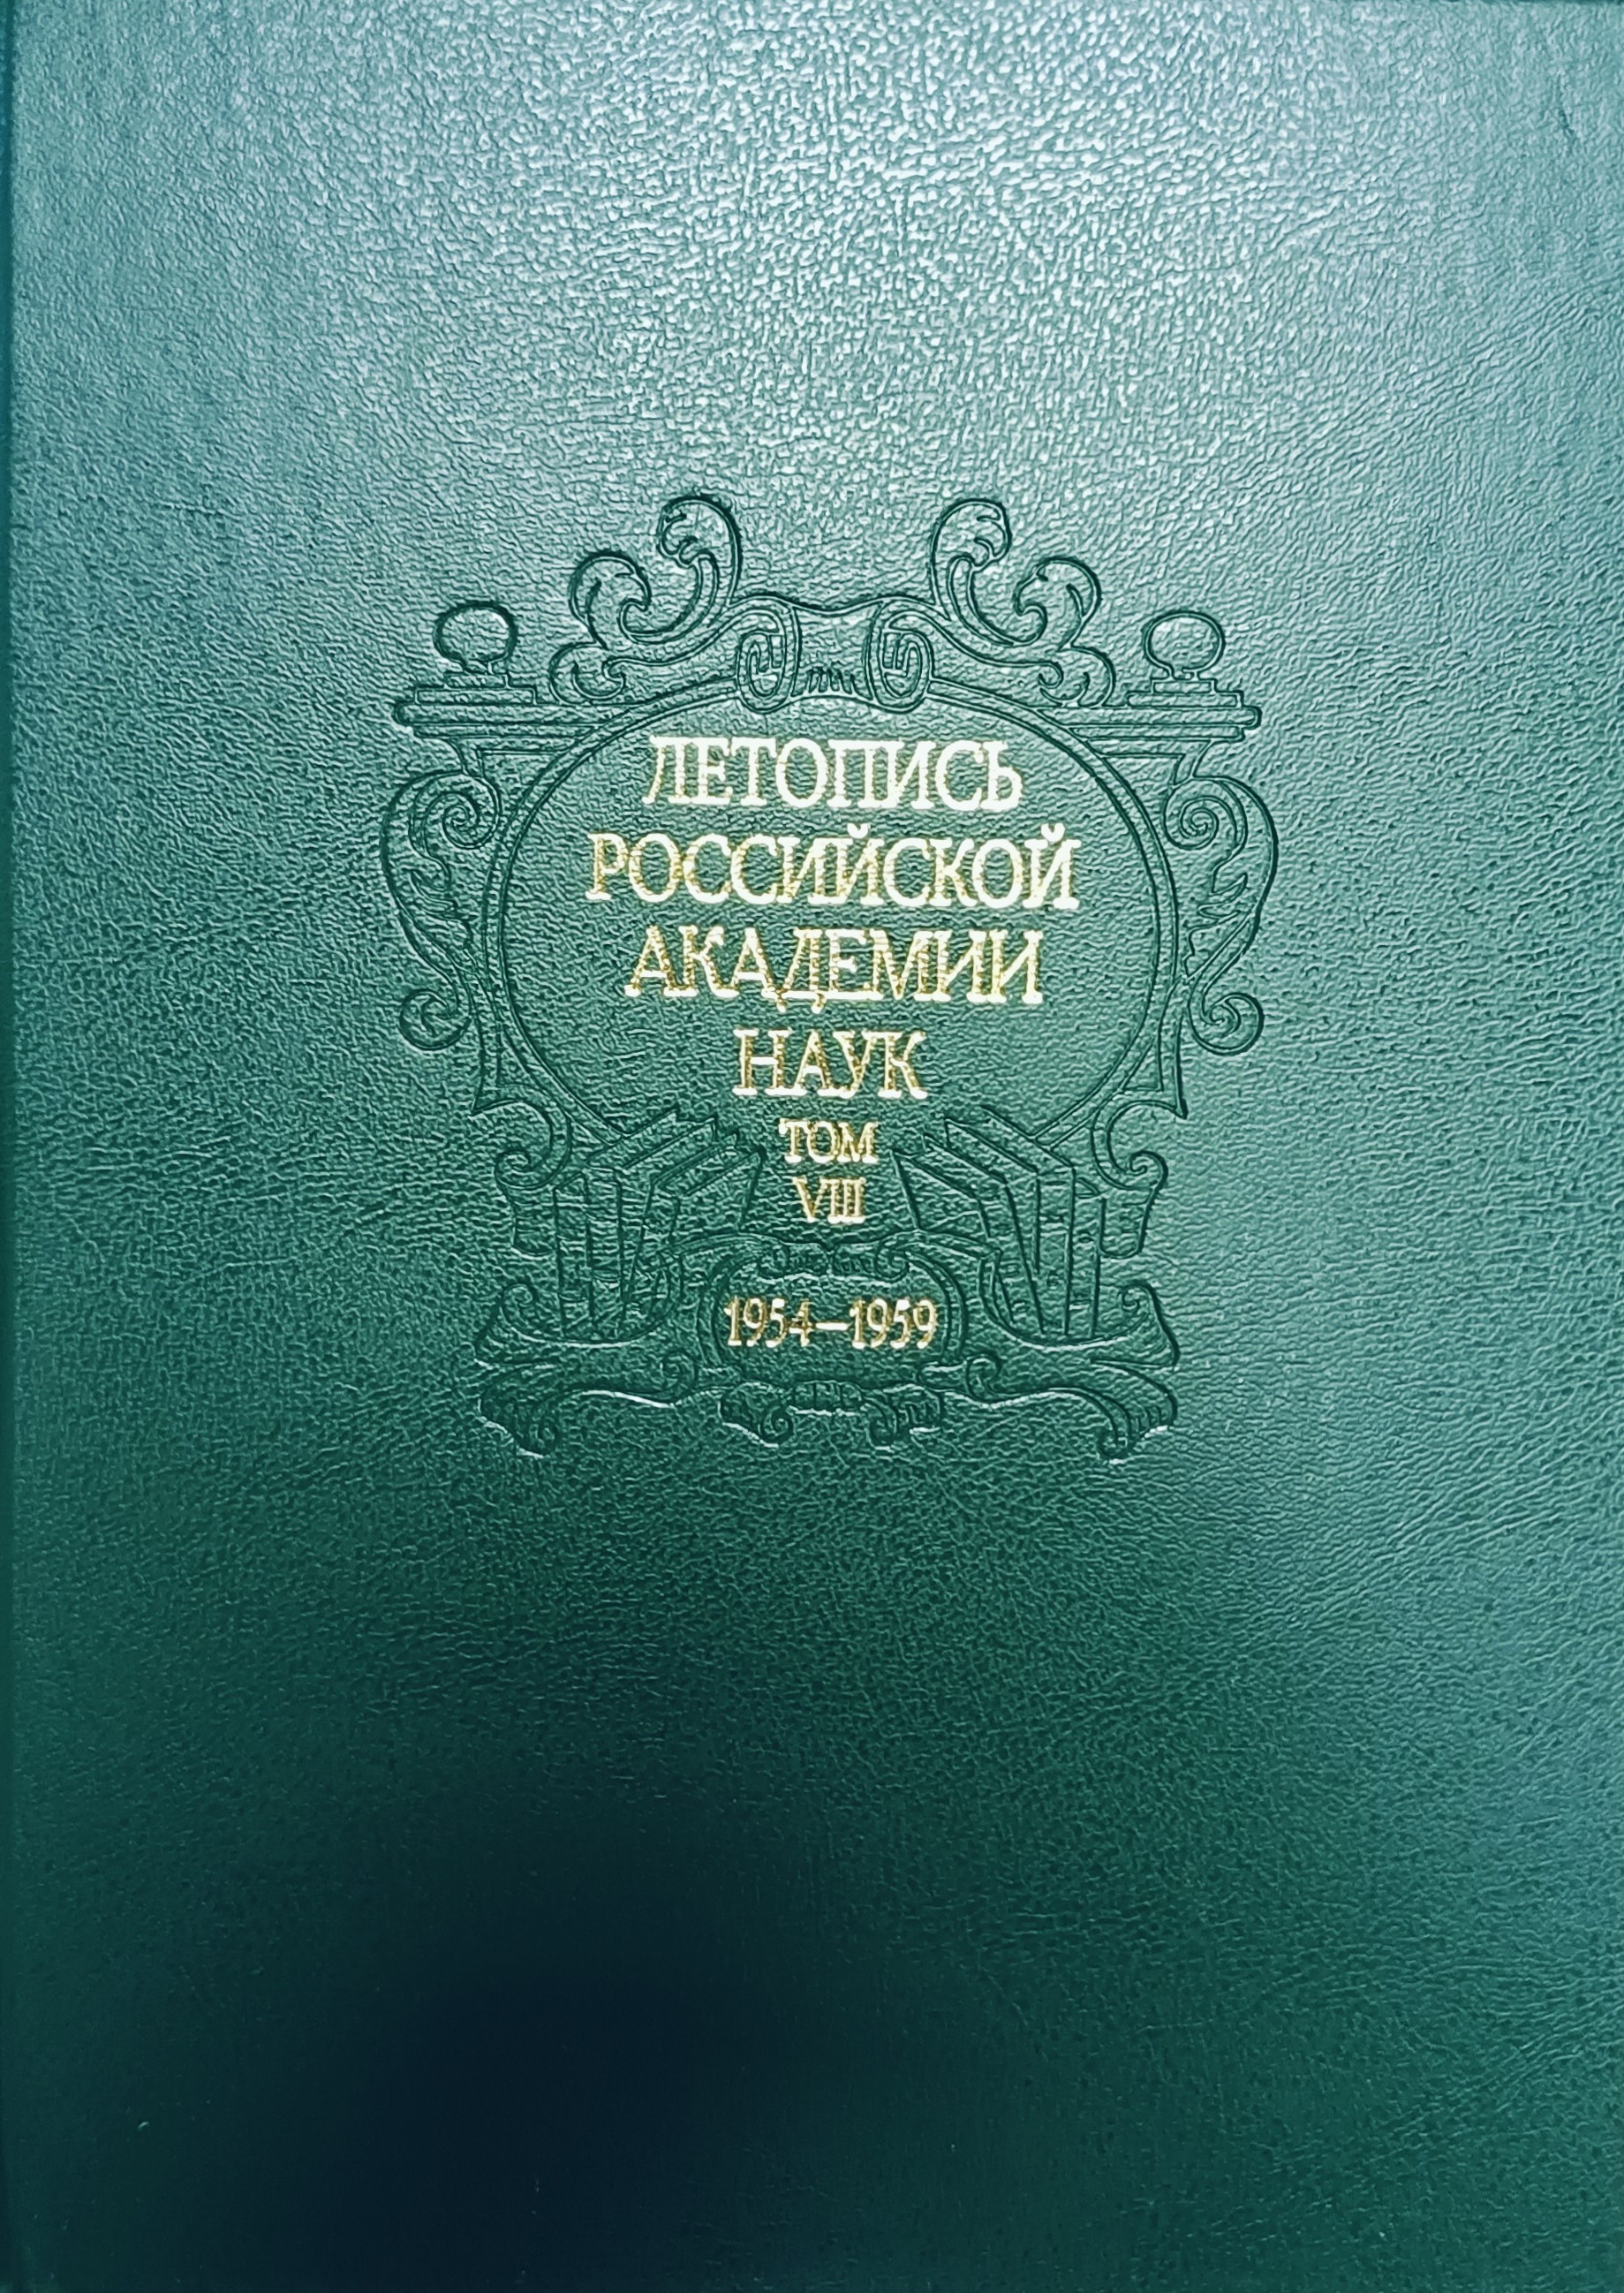 ЛЕТОПИСЬ
РОССИЙСКОЙ
АКАДЕМИИ
НАУК
ТОМ
VIII
1954–1959